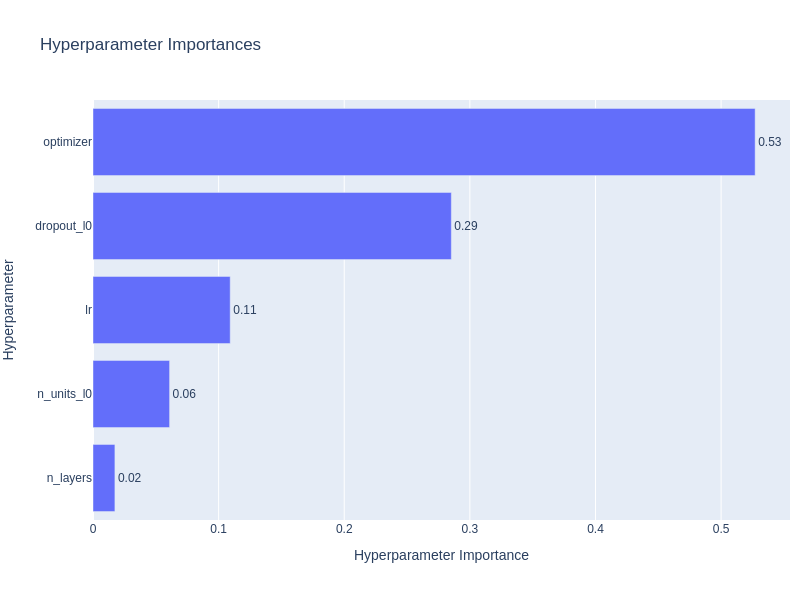 Hyperparameter Importances
Hyperparameter
optimizer 0.53
dropout_l0 0.29
lr 0.11
n_units_l0 0.06
n_layers 0.02
0 0.1 0.2 0.3 0.4 0.5
Hyperparameter Importance